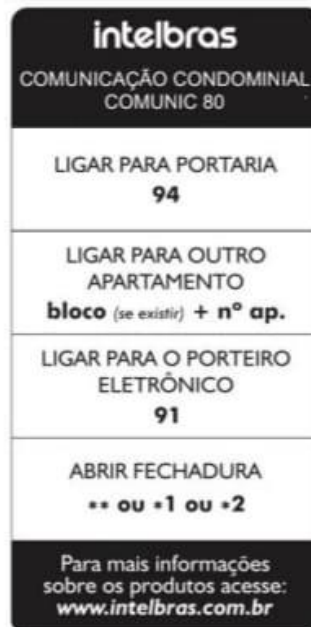 intelbras
COMUNICAÇÃO CONDOMINIAL
COMUNIC 80
LIGAR PARA PORTARIA
94
LIGAR PARA OUTRO
APARTAMENTO
bloco (se existir) + nº ap.
LIGAR PARA O PORTEIRO
ELETRÔNICO
91
ABRIR FECHADURA
** ou *1 ou *2
Para mais informações
sobre os produtos acesse:
www.intelbras.com.br